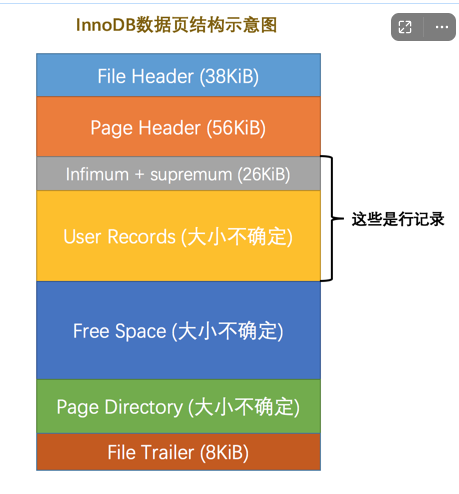 InnoDB数据页结构示意图
File Header (38KiB)
Page Header (56KiB)
Infimum + supremum (26KiB)
User Records (大小不确定)
这些是行记录
Free Space (大小不确定)
Page Directory (大小不确定)
File Trailer (8KiB)